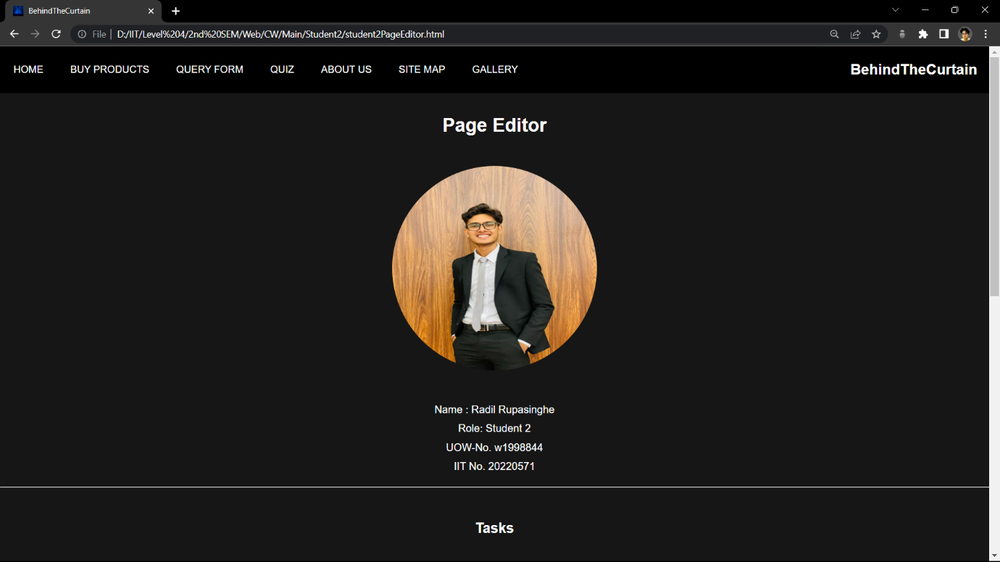 BehindTheCurtain
File | D:/IIT/Level%204/2nd%20SEM/Web/CW/Main/Student2/student2PageEditor.html
HOME BUY PRODUCTS QUERY FORM QUIZ ABOUT US SITE MAP GALLERY BehindTheCurtain
Page Editor
Name : Radil Rupasinghe
Role: Student 2
UOW-No. w1998844
IIT No. 20220571
Tasks